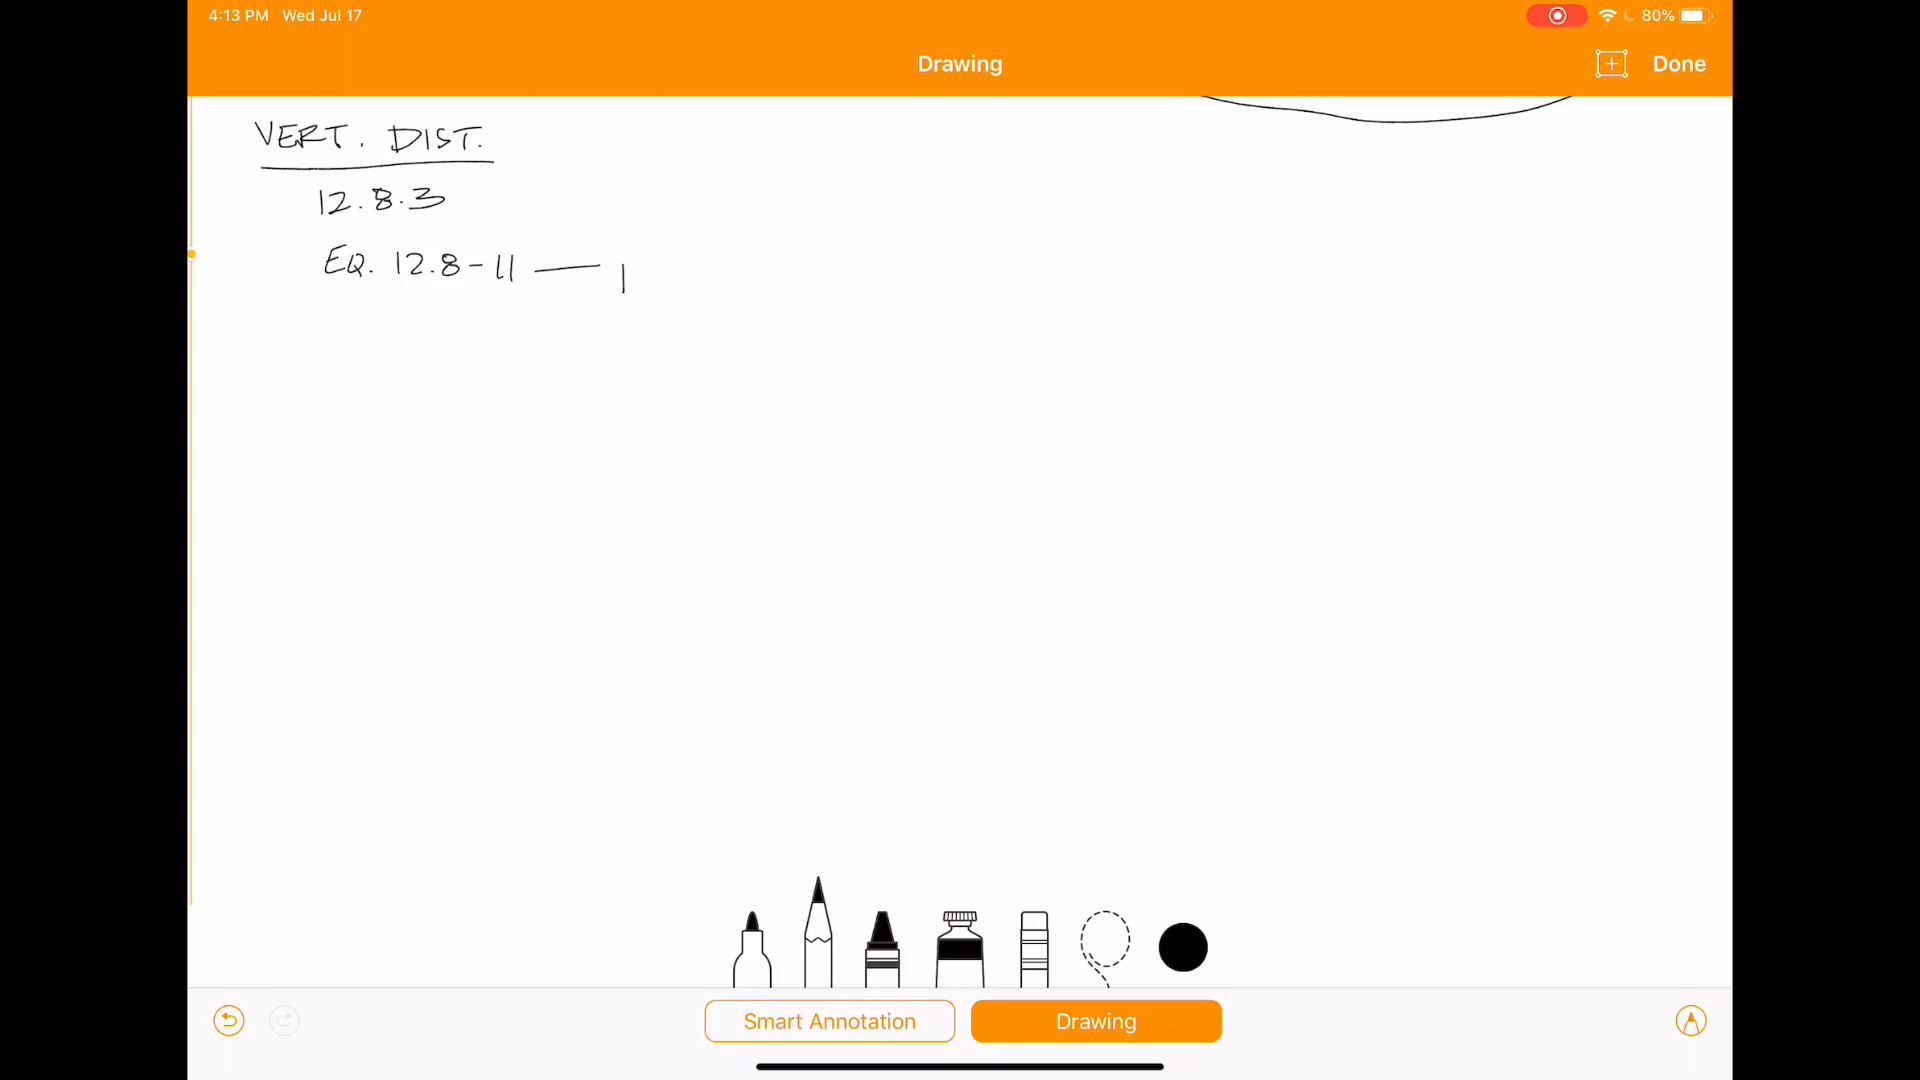 4:13 PM Wed Jul 17 80%
Drawing Done
VERT. DIST.
12.8.3
EQ. 12.8-11 — |
Smart Annotation Drawing